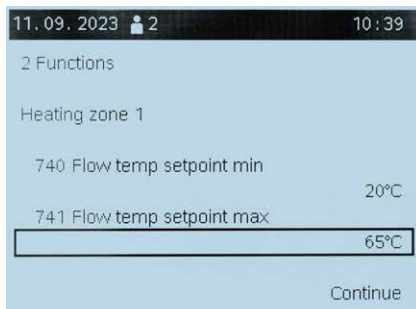 11.09.2023 2 10:39
2 Functions
Heating zone 1
740 Flow temp setpoint min
20°C
741 Flow temp setpoint max
65°C
Continue